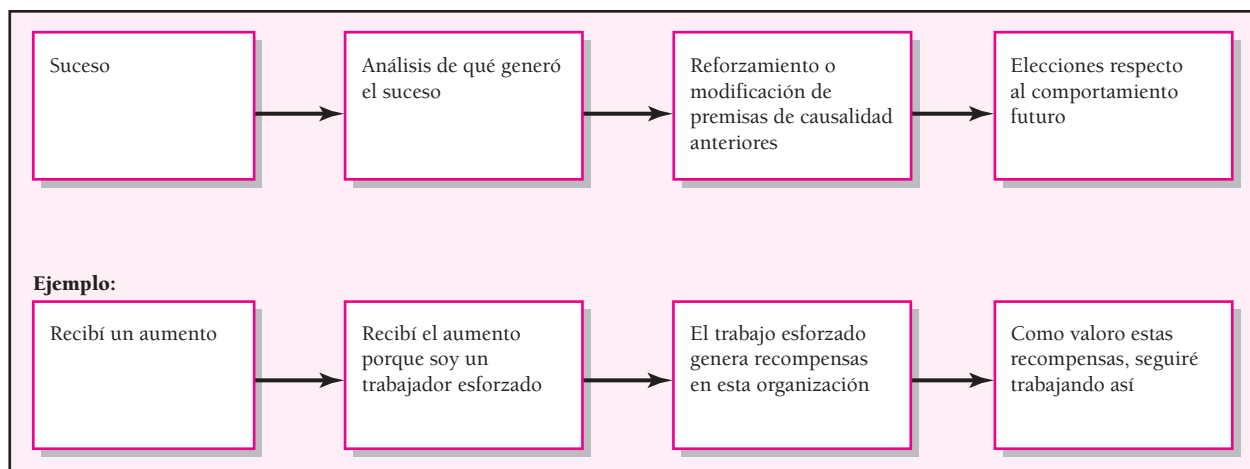 Suceso
Análisis de qué generó
el suceso
Reforzamiento o
modificación de
premisas de causalidad
anteriores
Elecciones respecto
al comportamiento
futuro
Ejemplo:
Recibí un aumento
Recibí el aumento
porque soy un
trabajador esforzado
El trabajo esforzado
genera recompensas
en esta organización
Como valoro estas
recompensas, seguiré
trabajando así